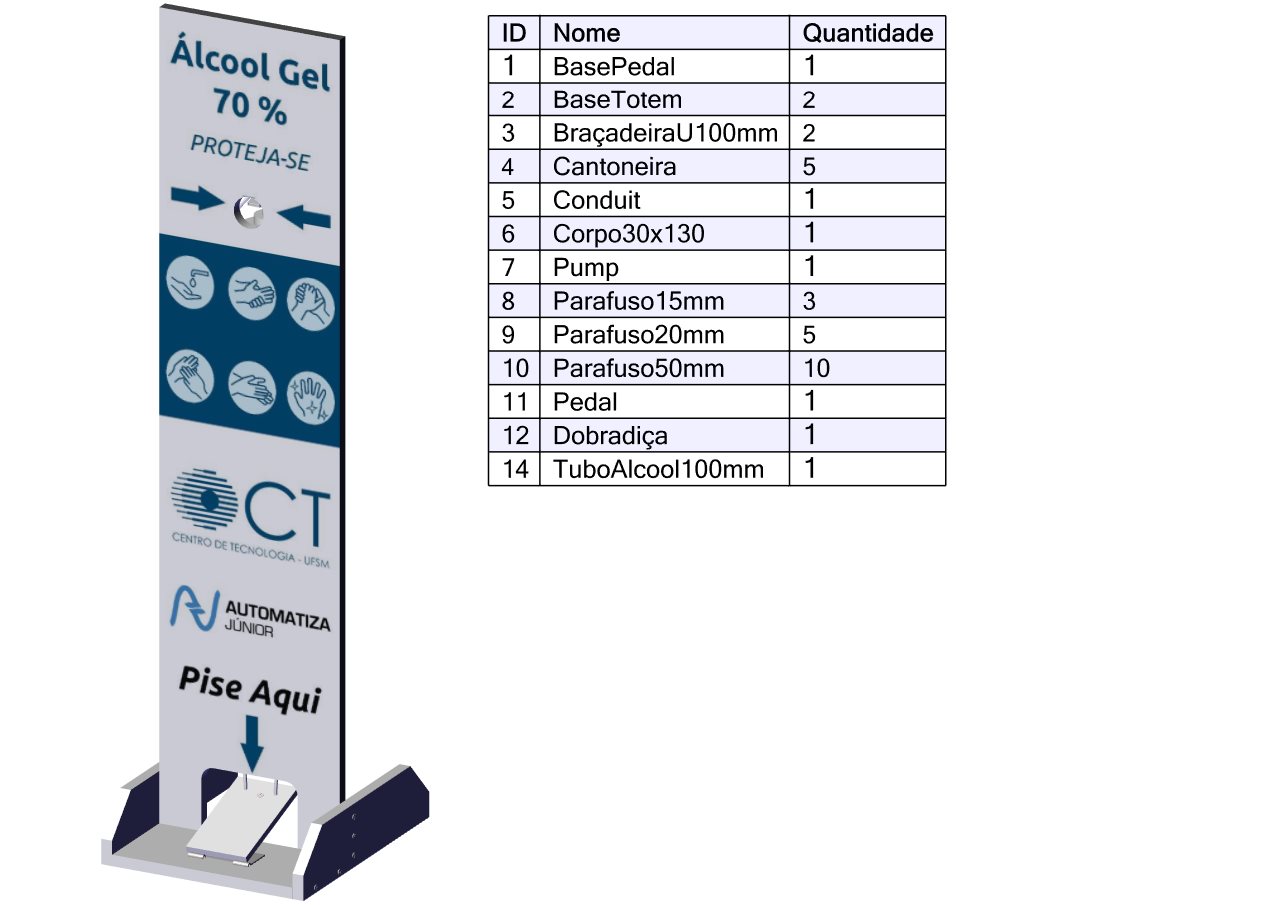 Álcool Gel
70 %
PROTEJA-SE
CT
CENTRO DE TECNOLOGIA - UFSM
AUTOMATIZA
JÚNIOR
Pise Aqui
ID Nome Quantidade
1 BasePedal 1
2 BaseTotem 2
3 BraçadeiraU100mm 2
4 Cantoneira 5
5 Conduit 1
6 Corpo30x130 1
7 Pump 1
8 Parafuso15mm 3
9 Parafuso20mm 5
10 Parafuso50mm 10
11 Pedal 1
12 Dobradiça 1
14 TuboAlcool100mm 1